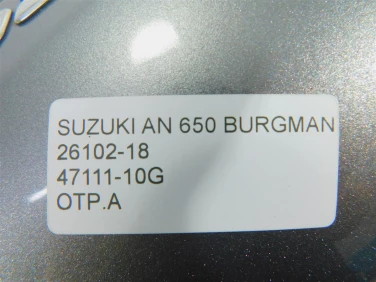 SUZUKI AN 650 BURGMAN
26102-18
47111-10G
OTP.A